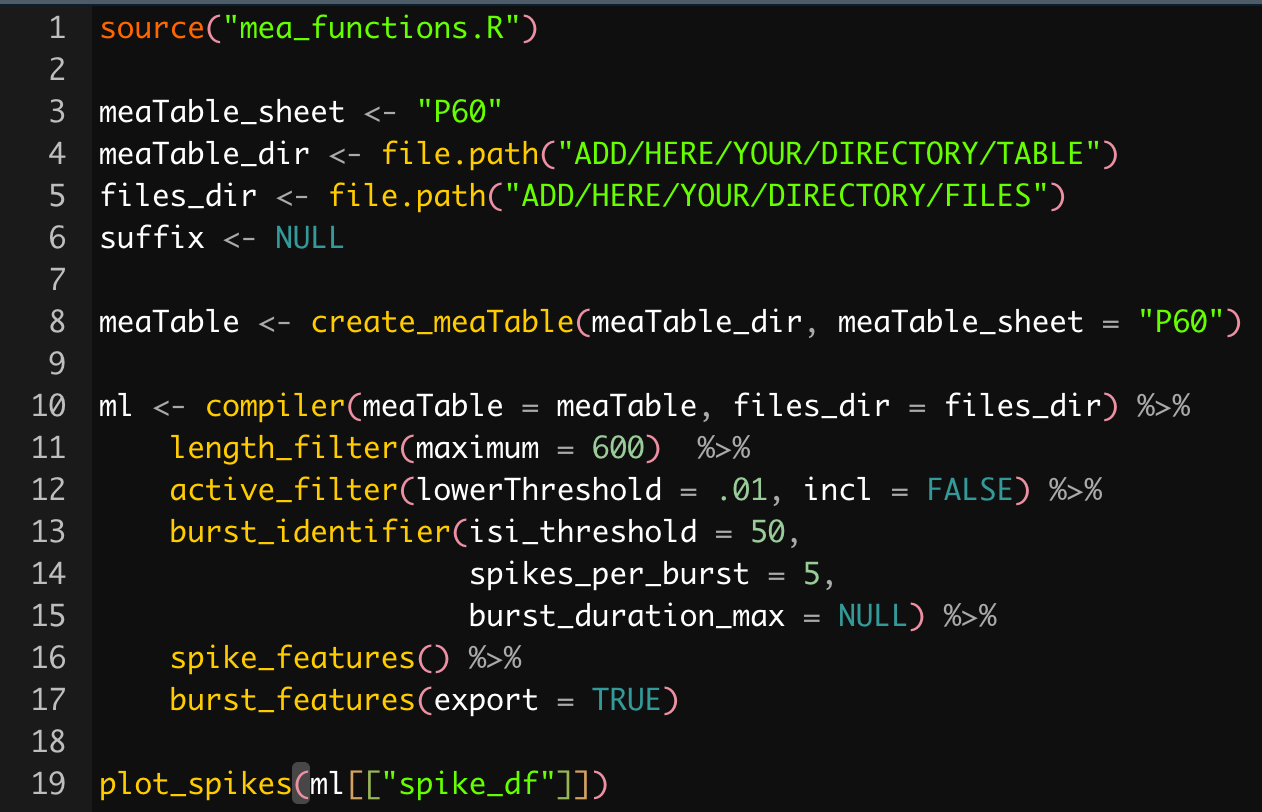 1 source("mea_functions.R")
2
3 meaTable_sheet <- "P60"
4 meaTable_dir <- file.path("ADD/HERE/YOUR/DIRECTORY/TABLE")
5 files_dir <- file.path("ADD/HERE/YOUR/DIRECTORY/FILES")
6 suffix <- NULL
7
8 meaTable <- create_meaTable(meaTable_dir, meaTable_sheet = "P60")
9
10 ml <- compiler(meaTable = meaTable, files_dir = files_dir) %>%
11     length_filter(maximum = 600)  %>%
12     active_filter(lowerThreshold = .01, incl = FALSE) %>%
13     burst_identifier(isi_threshold = 50,
14                      spikes_per_burst = 5,
15                      burst_duration_max = NULL) %>%
16     spike_features() %>%
17     burst_features(export = TRUE)
18
19 plot_spikes(ml[["spike_df"]])